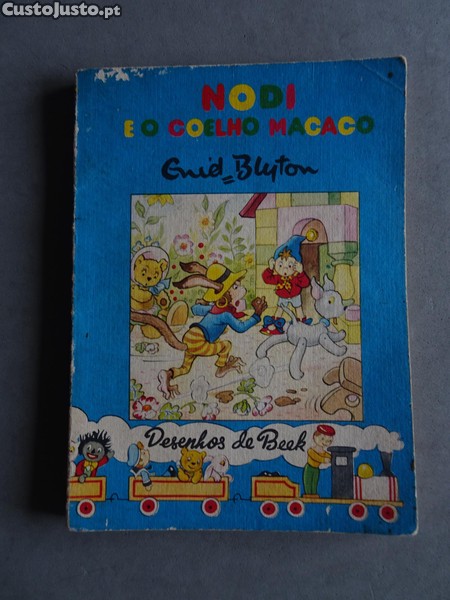 CustoJusto.pt
NODI
E O COELHO MACACO
Enid Blyton
Desenhos de Beek